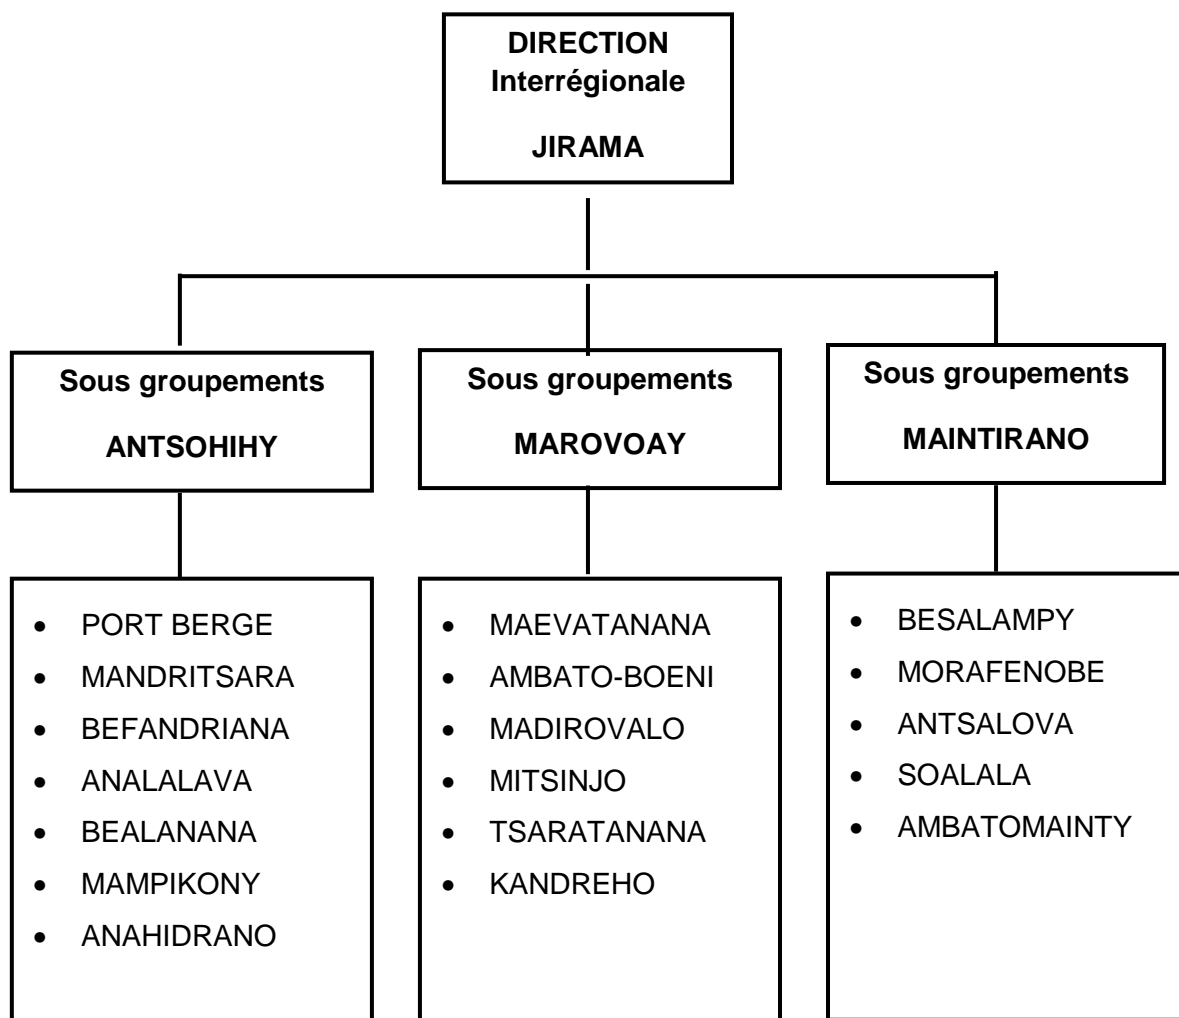 DIRECTION
Interrégionale
JIRAMA
Sous groupements
ANTSOHIHY
Sous groupements
MAROVOAY
Sous groupements
MAINTIRANO
• PORT BERGE
• MANDRITSARA
• BEFANDRIANA
• ANALALAVA
• BEALANANA
• MAMPIKONY
• ANAHIDRANO
• MAEVATANANA
• AMBATO-BOENI
• MADIROVALO
• MITSINJO
• TSARATANANA
• KANDREHO
• BESALAMPY
• MORAFENOBE
• ANTSALOVA
• SOALALA
• AMBATOMAINTY